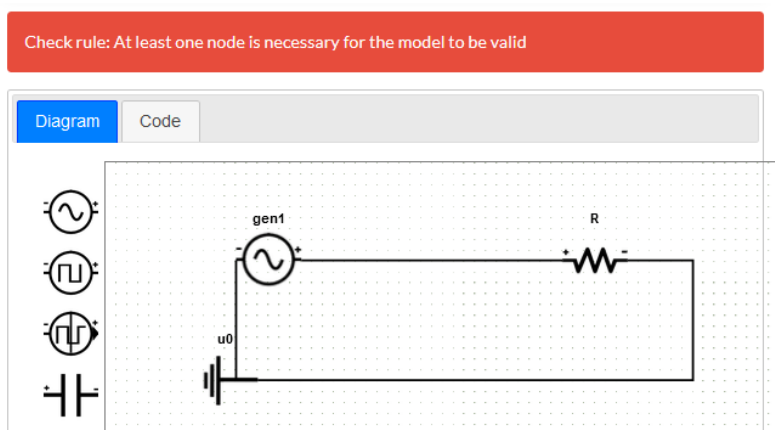 Check rule: At least one node is necessary for the model to be valid
Diagram
Code
gen1
R
u0